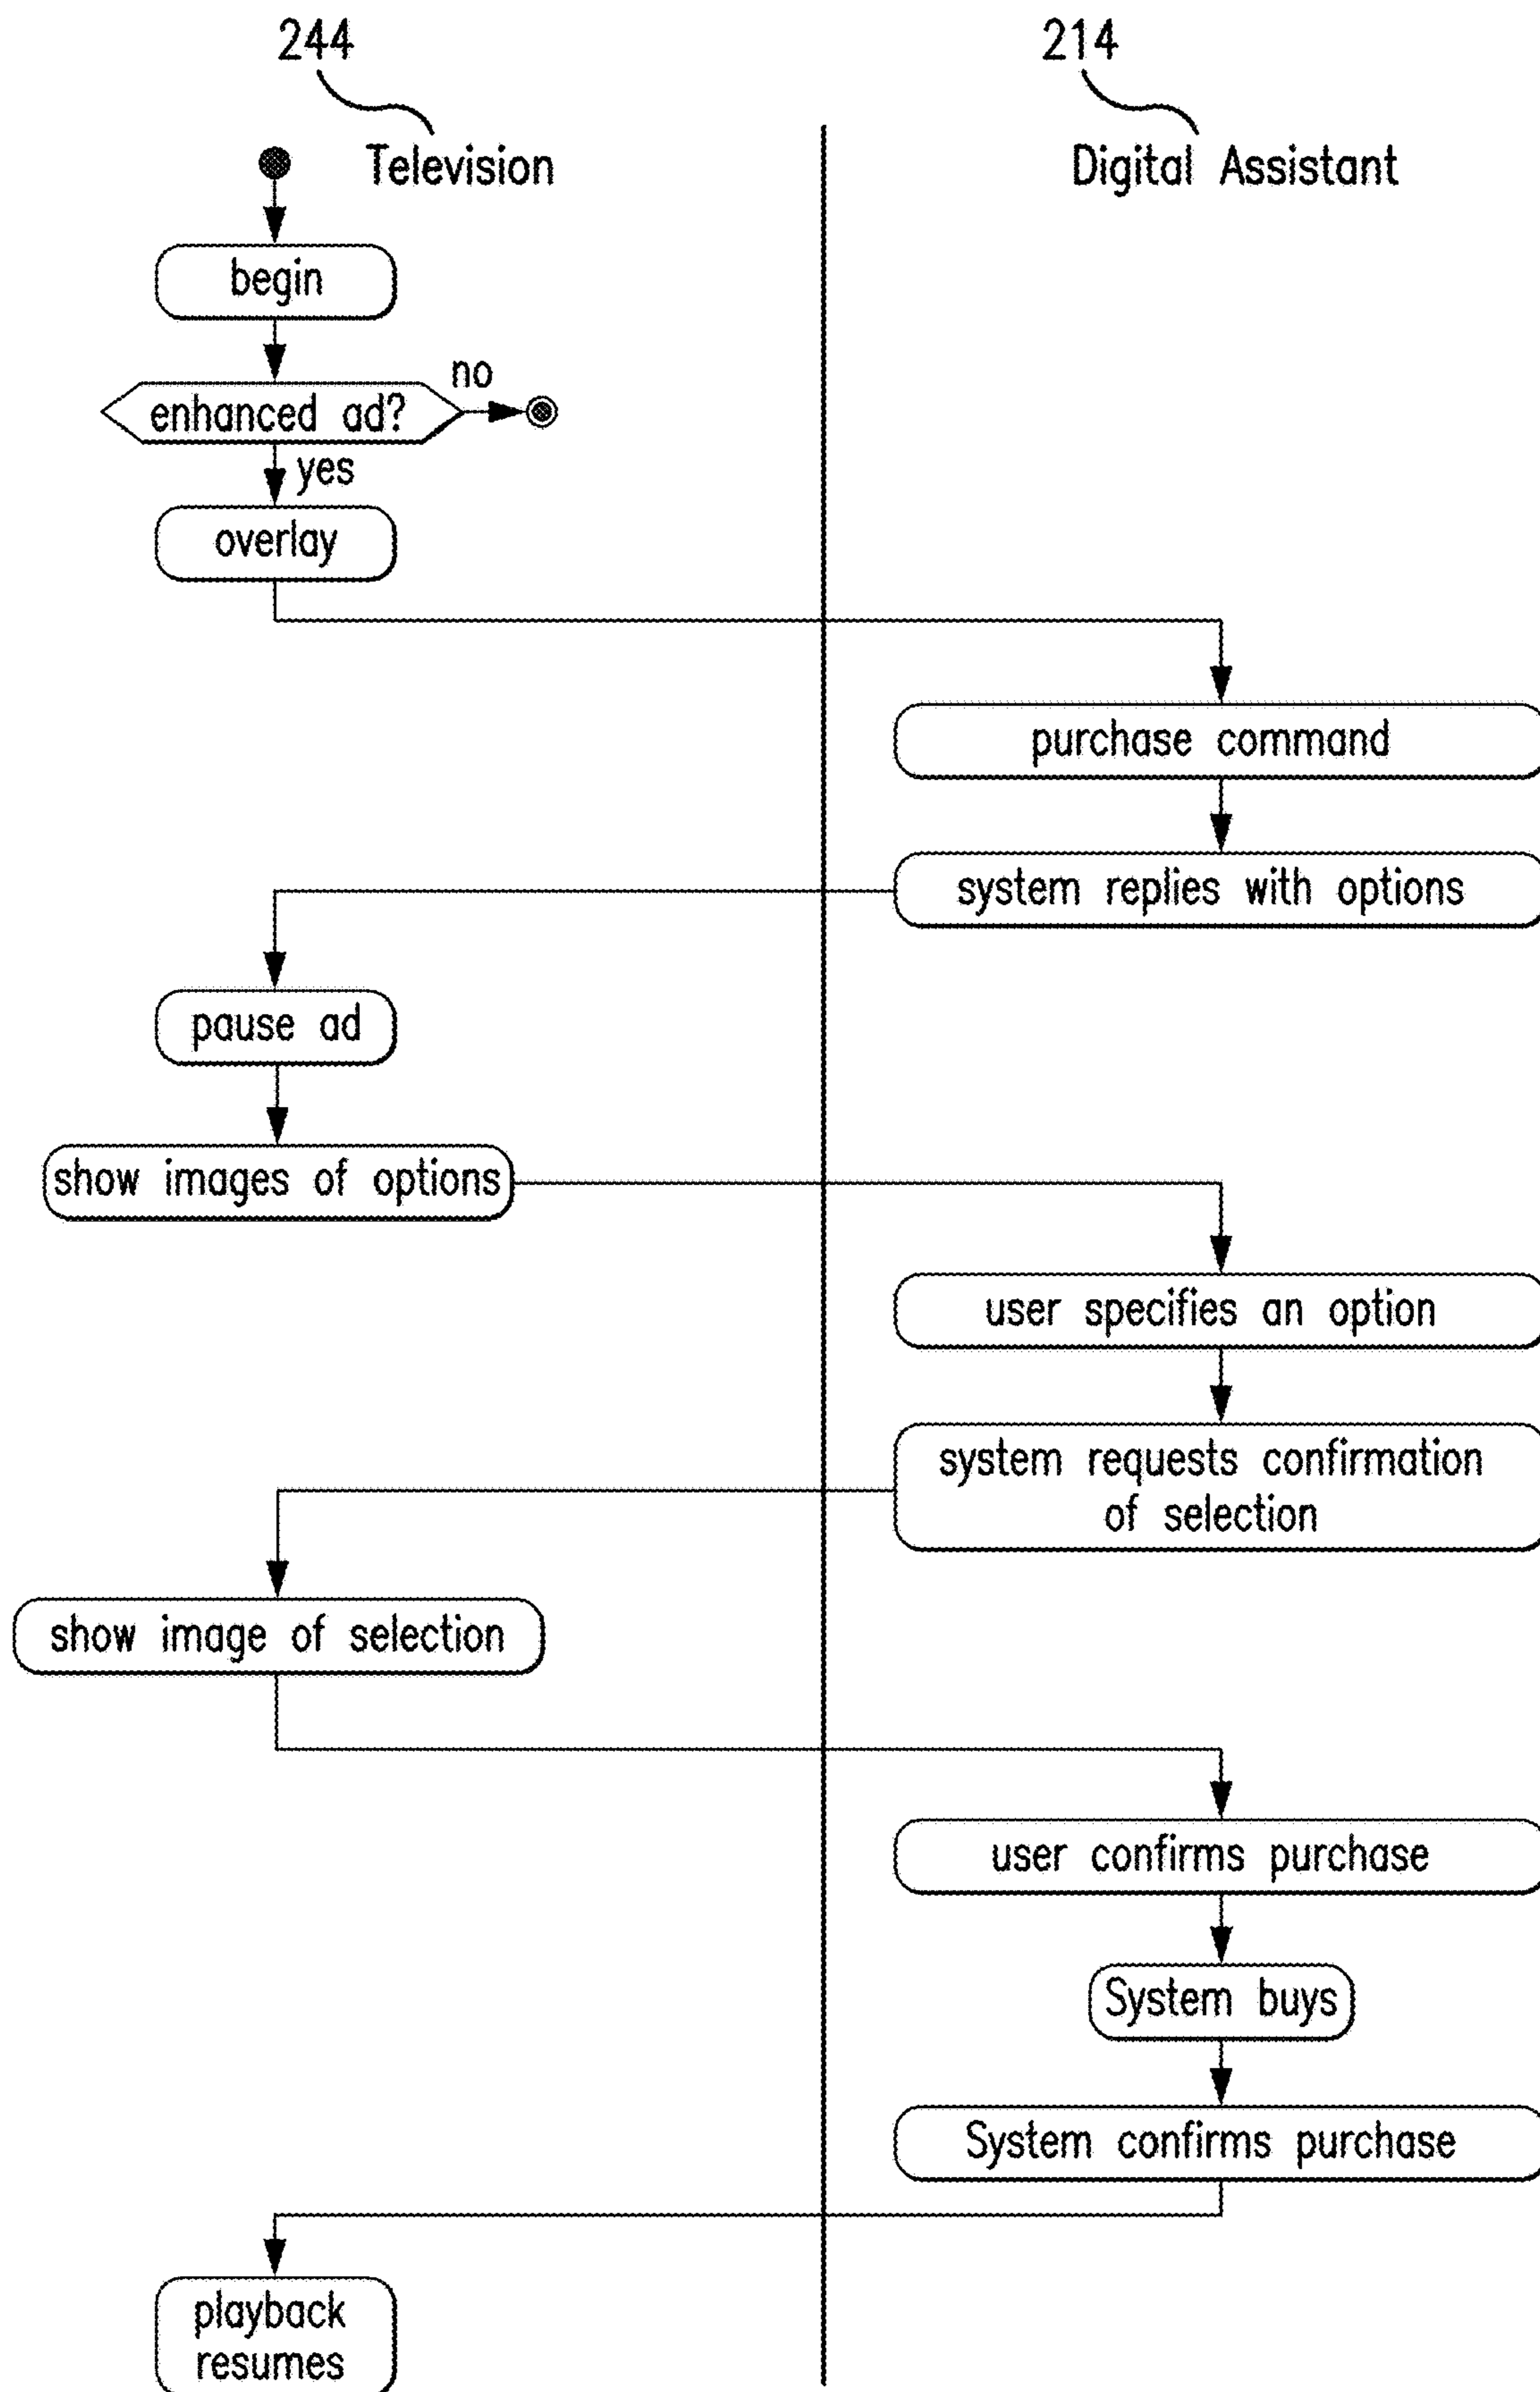 244
214
Television
Digital Assistant
begin
no
enhanced ad?
yes
overlay
purchase command
system replies with options
pause ad
show images of options
user specifies an option
system requests confirmation
of selection
show image of selection
user confirms purchase
System buys
System confirms purchase
playback
resumes